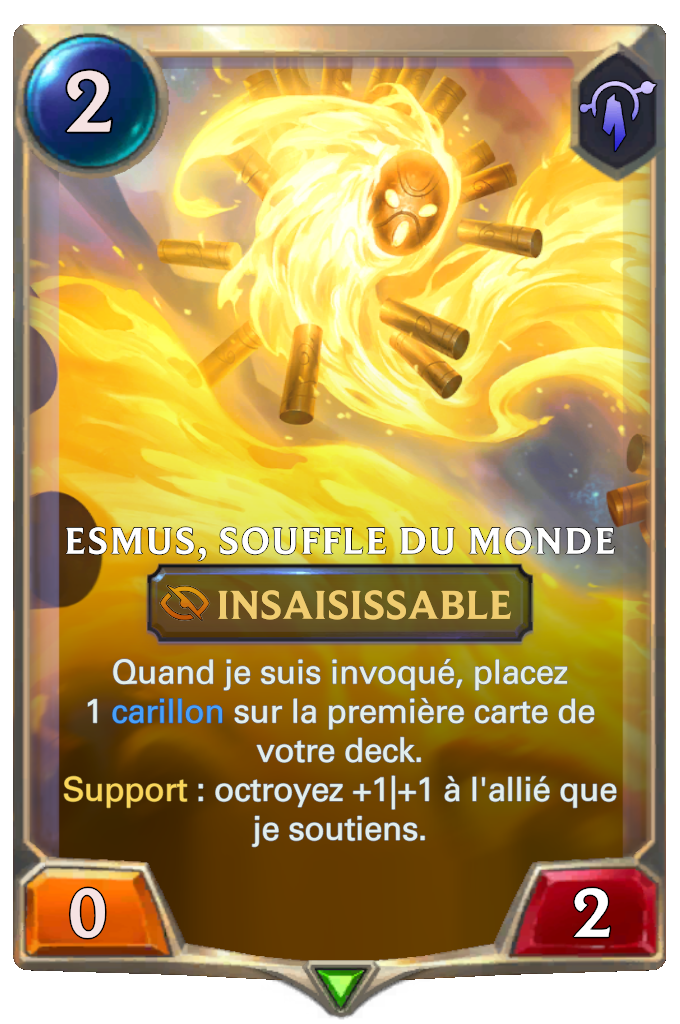 2
ESMUS, SOUFFLE DU MONDE
INSAISISSABLE
Quand je suis invoqué, placez
1 carillon sur la première carte de
votre deck.
Support : octroyez +1|+1 à l'allié que
je soutiens.
0
2